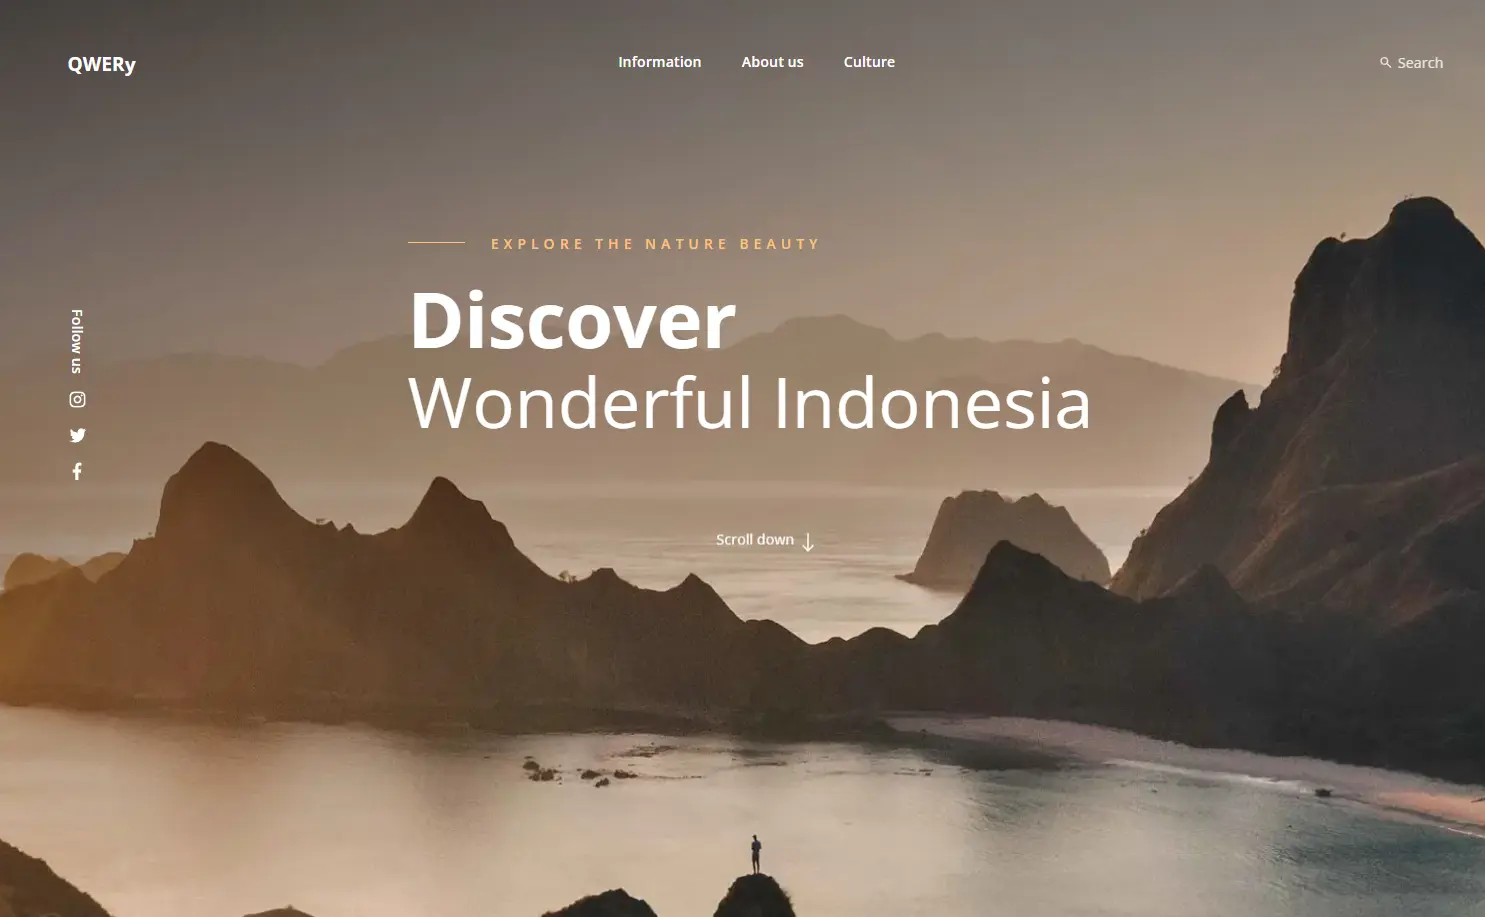 QWERy
Information
About us
Culture
Search
EXPLORE THE NATURE BEAUTY
Discover
Wonderful Indonesia
Follow us
Scroll down